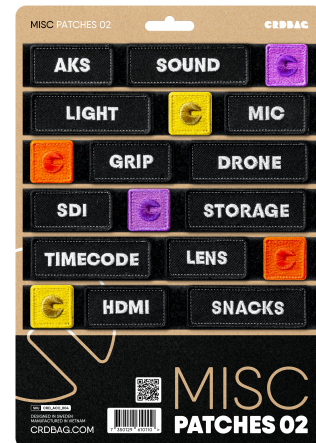 MISC PATCHES 02
CRDBAG
AKS
SOUND
LIGHT
MIC
GRIP
DRONE
SDI
STORAGE
TIMECODE
LENS
HDMI
SNACKS
CRD_ACC_064
DESIGNED IN SWEDEN
MANUFACTURED IN VIETNAM
CRDBAG.COM
MISC
PATCHES 02